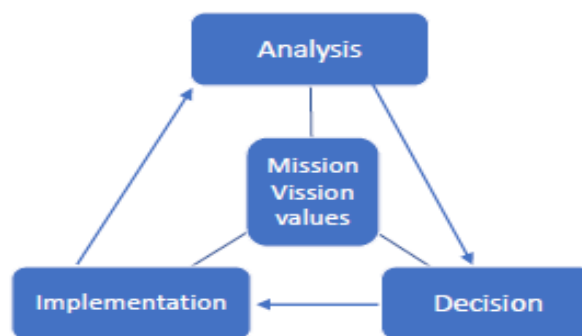 Analysis
Mission
Vission
values
Implementation
Decision